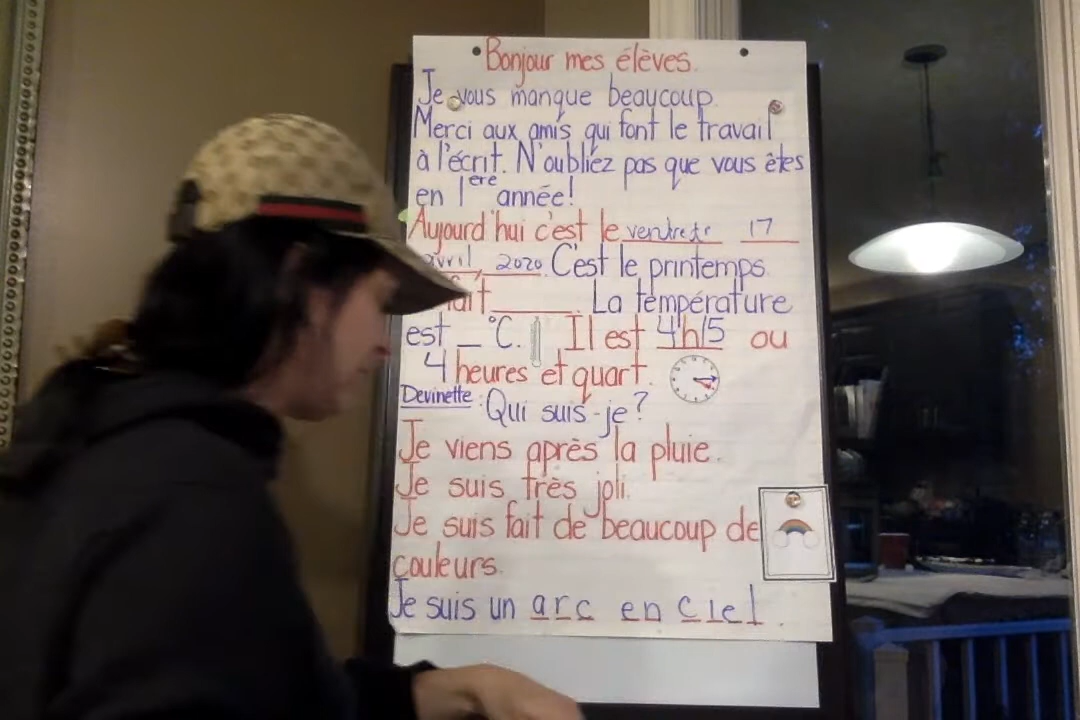 Bonjour mes élèves.
Je vous manque beaucoup.
Merci aux amis qui font le travail
à l'écrit. N'oubliez pas que vous êtes
en 1ère année!
Aujourd'hui c'est le 17
avril, 2020. C'est le printemps.
fait ______. La température
est _ °C. Il est 4h15 ou
4 heures et quart.
Devinette: Qui suis-je?
Je viens après la pluie.
Je suis très joli.
Je suis fait de beaucoup de
couleurs.
Je suis un arc en ciel.